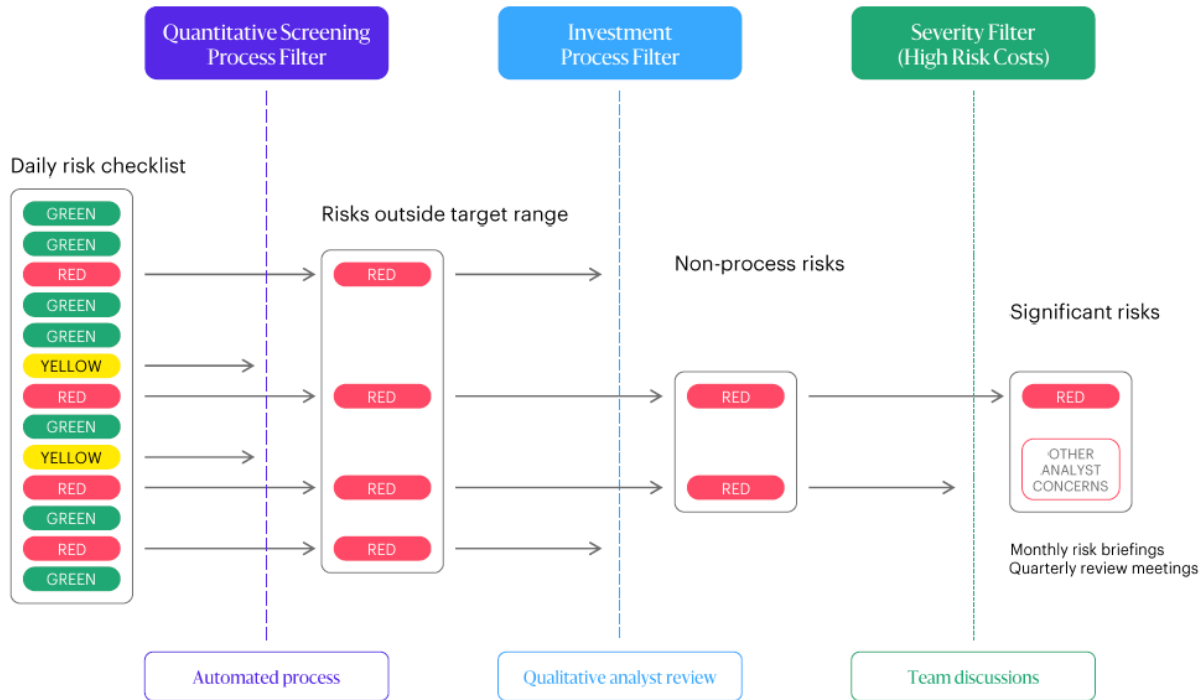 Quantitative Screening
Process Filter
Investment
Process Filter
Severity Filter
(High Risk Costs)
Daily risk checklist
GREEN
GREEN
RED
GREEN
GREEN
YELLOW
RED
GREEN
YELLOW
RED
GREEN
RED
GREEN
Risks outside target range
RED
RED
RED
RED
Non-process risks
RED
RED
Significant risks
RED
OTHER
ANALYST
CONCERNS
Monthly risk briefings
Quarterly review meetings
Automated process
Qualitative analyst review
Team discussions